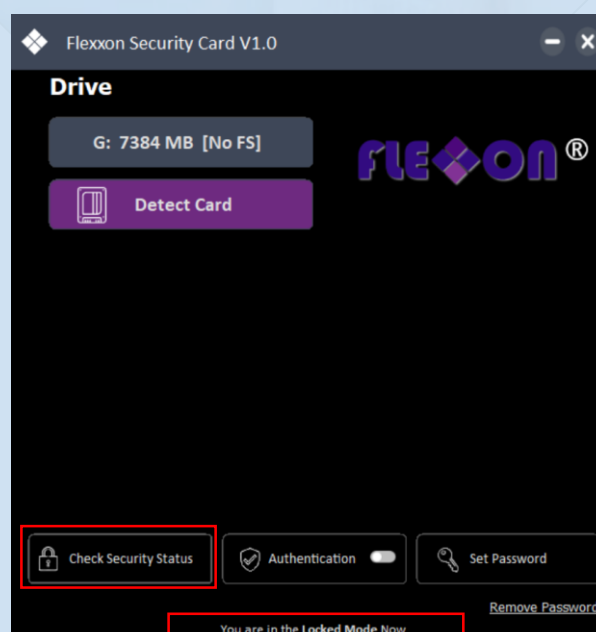 Flexxon Security Card V1.0
Drive
G: 7384 MB [No FS]
FLEXXON®
Detect Card
Check Security Status
Authentication
Set Password
Remove Password
You are in the Locked Mode Now